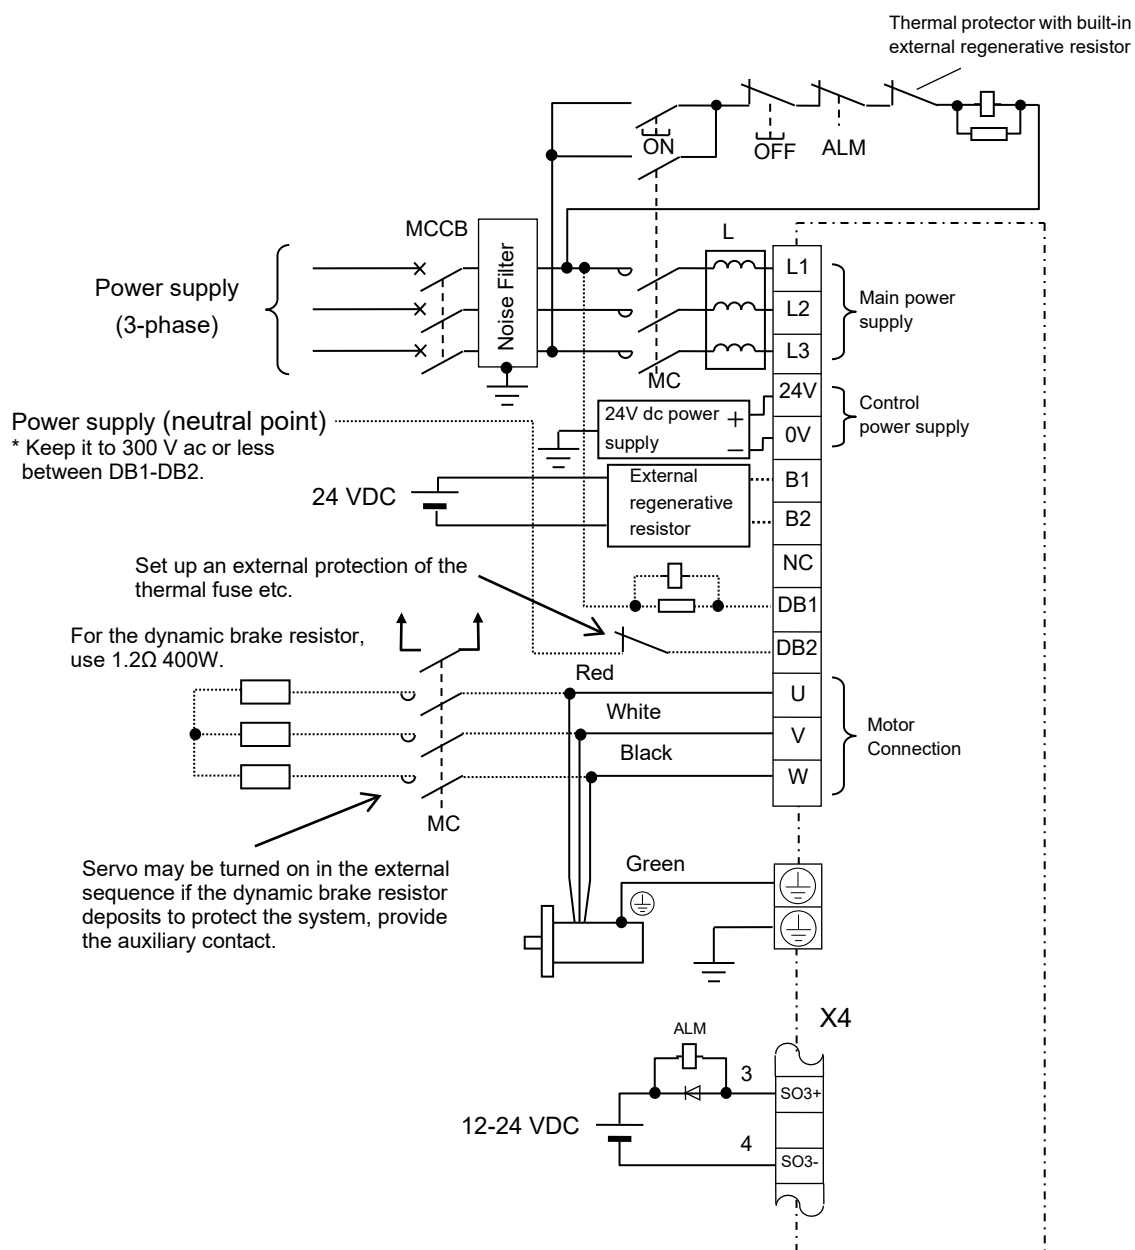 Thermal protector with built-in
external regenerative resistor
ON
OFF
ALM
MCCB
Noise Filter
L
Power supply
(3-phase)
L1
L2
L3
Main power
supply
MC
24V
0V
Control
power supply
24V dc power
supply
+
−
Power supply (neutral point)
* Keep it to 300 V ac or less
between DB1-DB2.
24 VDC
External
regenerative
resistor
B1
B2
NC
DB1
DB2
Set up an external protection of the
thermal fuse etc.
For the dynamic brake resistor,
use 1.2Ω 400W.
Red
White
Black
U
V
W
Motor
Connection
MC
Servo may be turned on in the external
sequence if the dynamic brake resistor
deposits to protect the system, provide
the auxiliary contact.
Green
X4
ALM
3
SO3+
12-24 VDC
4
SO3-